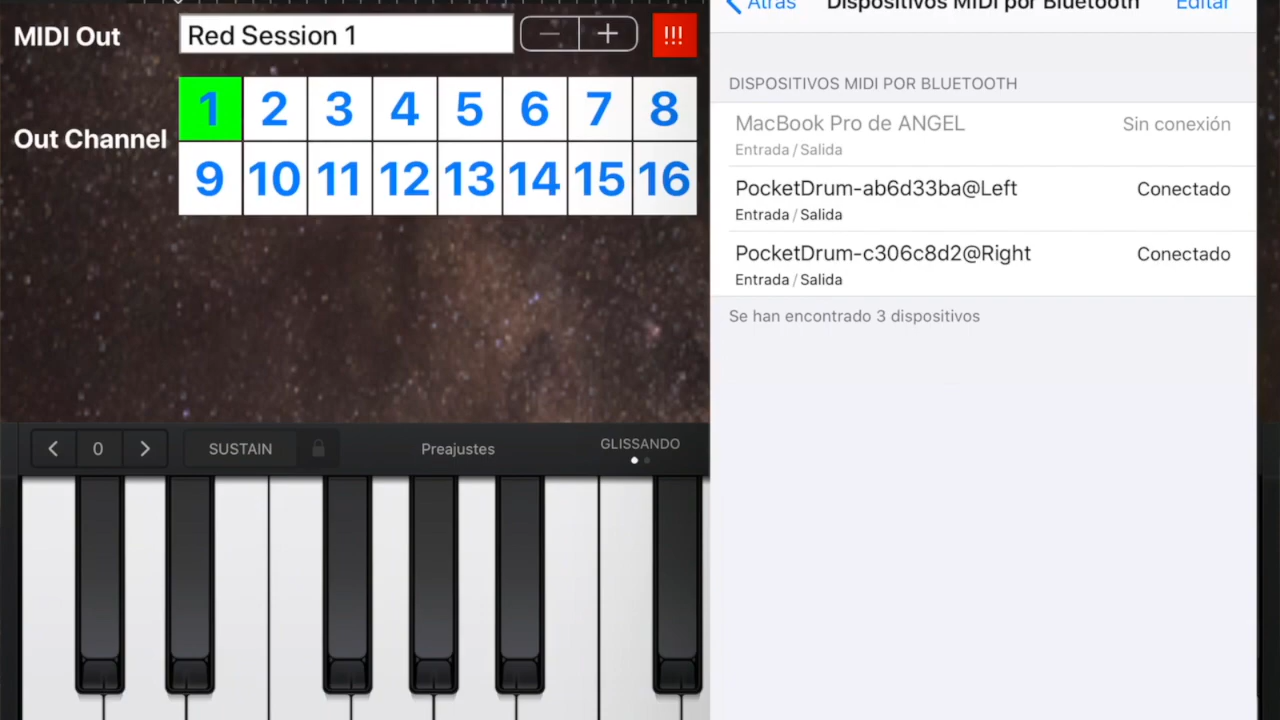 MIDI Out
Red Session 1
!!!
Out Channel
1 2 3 4 5 6 7 8
9 10 11 12 13 14 15 16
0
SUSTAIN
Preajustes
GLISSANDO
Atrás
Dispositivos MIDI por Bluetooth
Editar
DISPOSITIVOS MIDI POR BLUETOOTH
MacBook Pro de ANGEL
Sin conexión
Entrada / Salida
PocketDrum-ab6d33ba@Left
Conectado
Entrada / Salida
PocketDrum-c306c8d2@Right
Conectado
Entrada / Salida
Se han encontrado 3 dispositivos